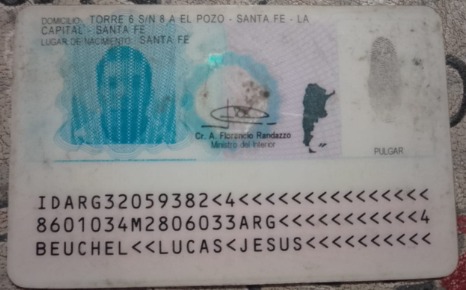 DOMICILIO: TORRE 6 S/N 8 A EL POZO - SANTA FE - LA
CAPITAL - SANTA FE
LUGAR DE NACIMIENTO: SANTA FE
Cr. A. Florencio Randazzo
Ministro del Interior
PULGAR
IDARG32059382<4<<<<<<<<<<<<<<<
8601034M2806033ARG<<<<<<<<<<<4
BEUCHEL<<LUCAS<JESUS<<<<<<<<<<